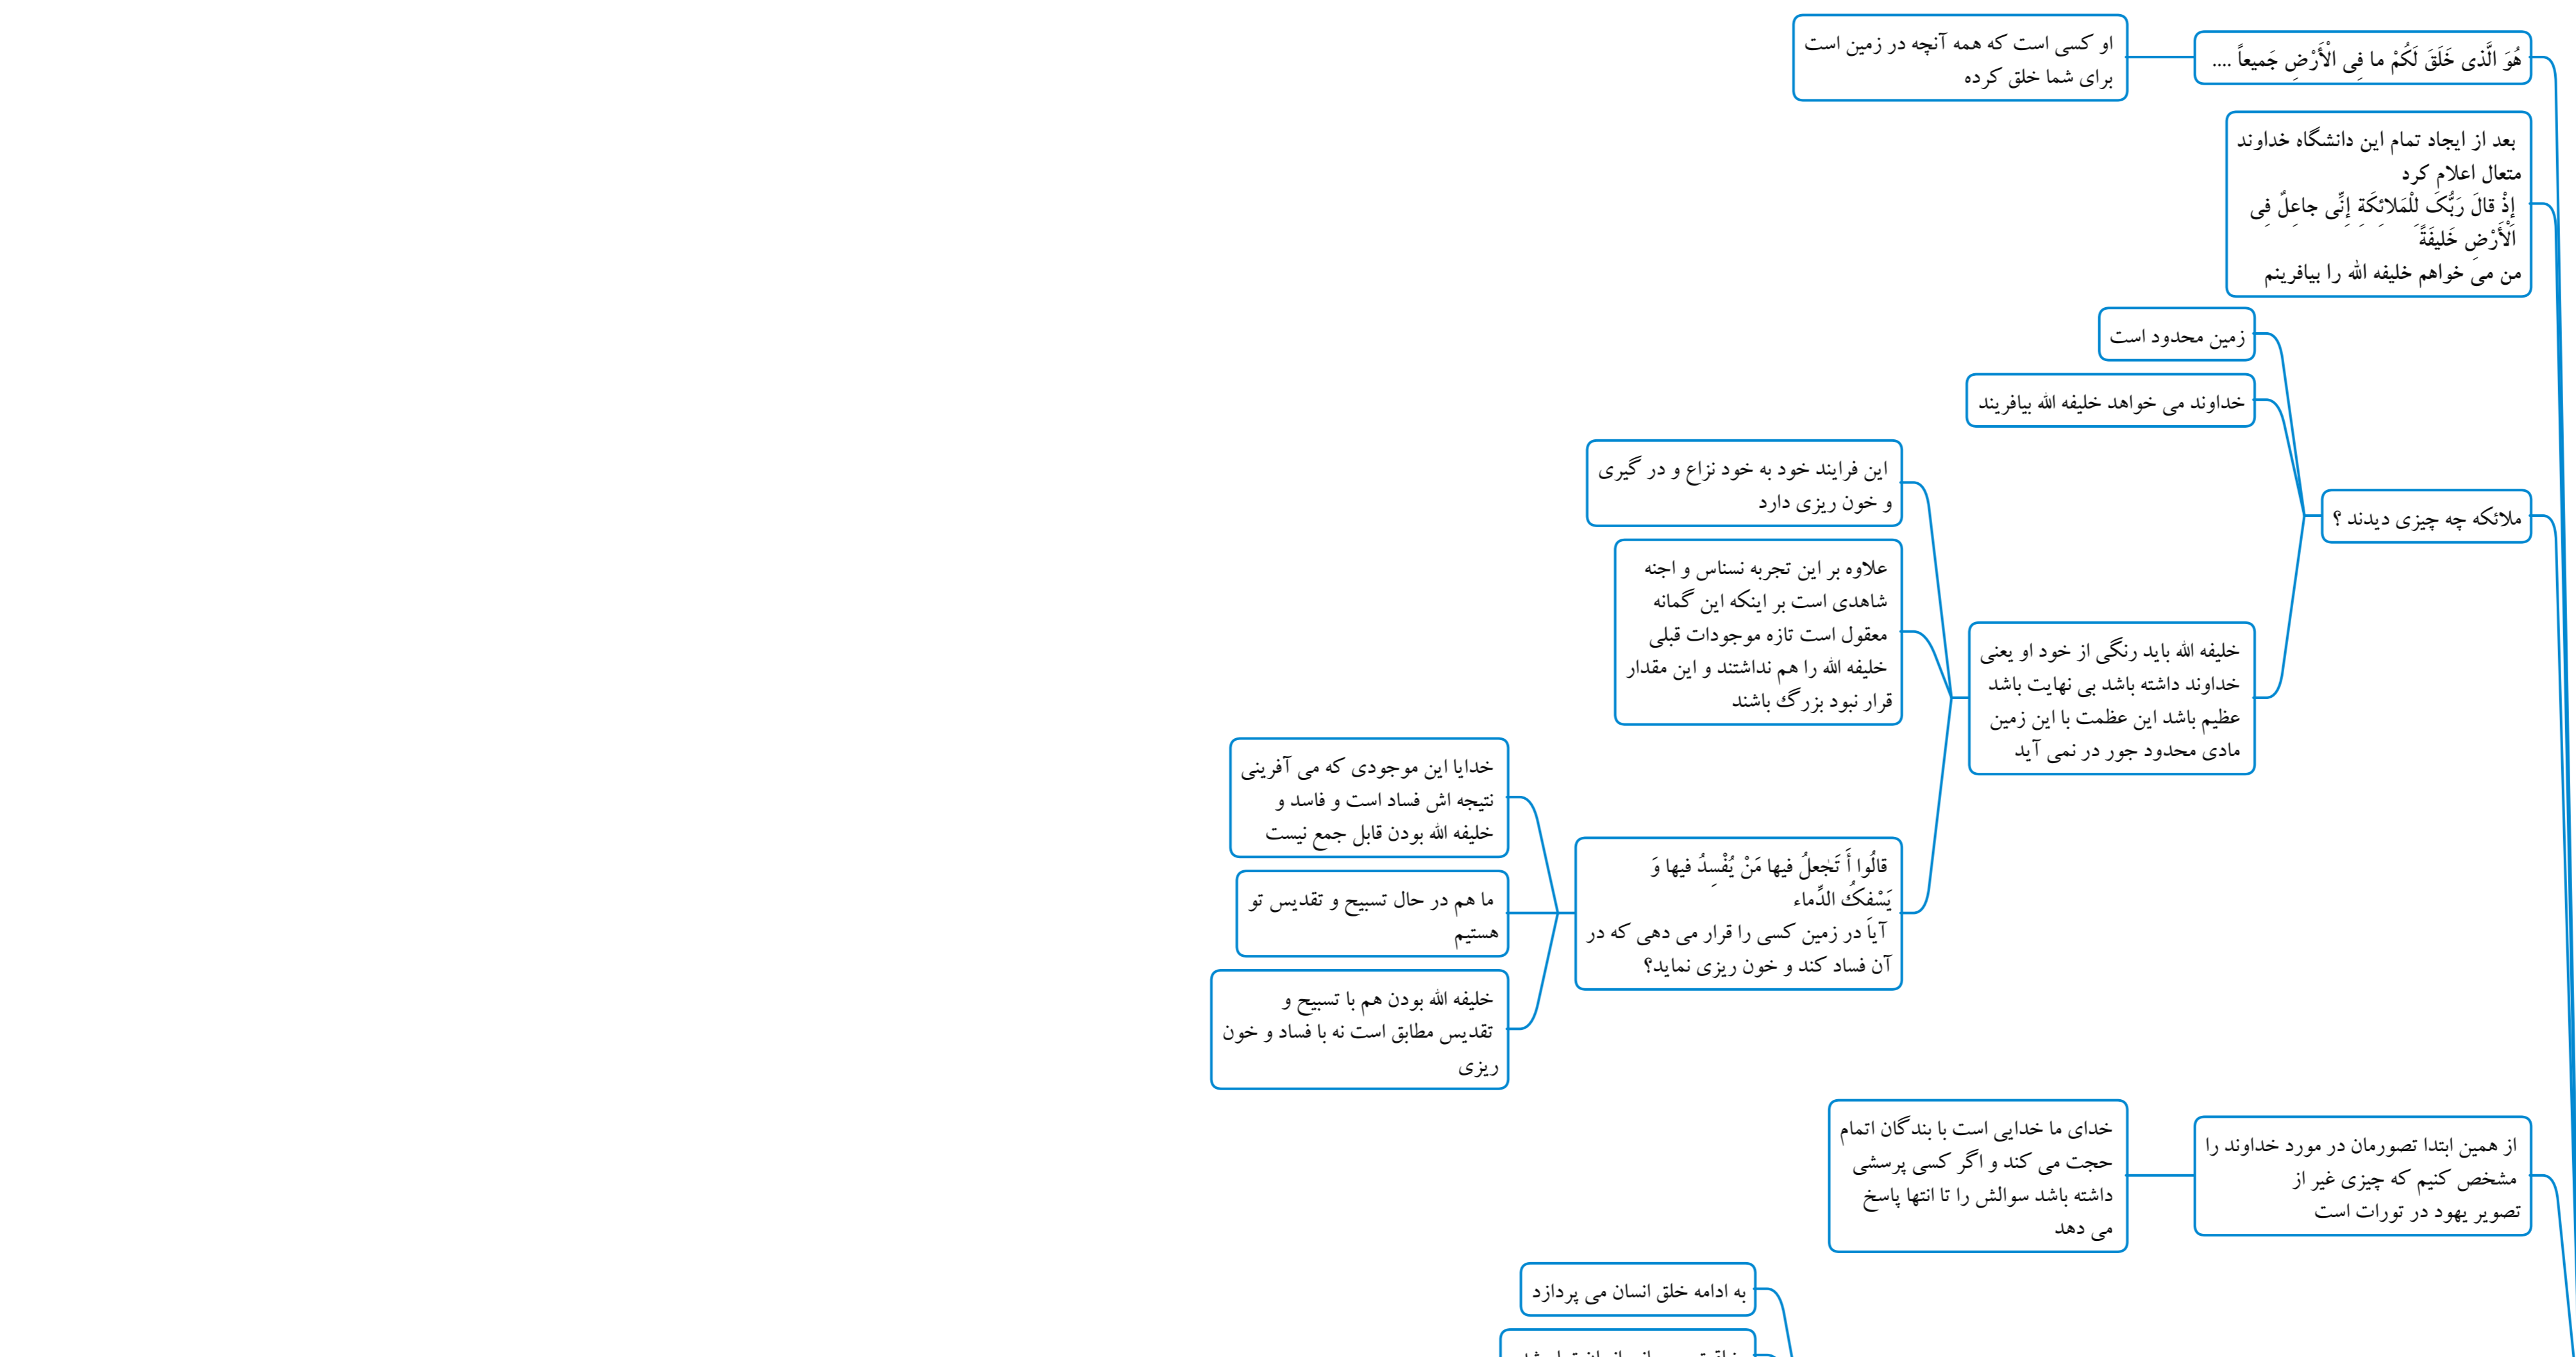 هُوَ الَّذی خَلَقَ لَکُمْ ما فِی الْأَرْضِ جَمیعاً ....
او کسی است که همه آنچه در زمین است
برای شما خلق کرده
بعد از ایجاد تمام این دانشگاه خداوند
متعال اعلام کرد
إِذْ قالَ رَبُّکَ لِلْمَلائِکَةِ إِنِّی جاعِلٌ فِی
الْأَرْضِ خَلیفَةً
من می خواهم خلیفه الله را بیافرینم
ملائکه چه چیزی دیدند ؟
زمین محدود است
خداوند می خواهد خلیفه الله بیافریند
خلیفه الله باید رنگی از خود او یعنی
خداوند داشته باشد بی نهایت باشد
عظیم باشد این عظمت با این زمین
مادی محدود جور در نمی آید
این فرایند خود به خود نزاع و در گیری
و خون ریزی دارد
علاوه بر این تجربه نسناس و اجنه
شاهدی است بر اینکه این گمانه
معقول است تازه موجودات قبلی
خلیفه الله را هم نداشتند و این مقدار
قرار نبود بزرگ باشند
قالُوا أَ تَجْعلُ فیها مَنْ یُفْسِدُ فیها وَ
یَسْفکُ الدِّماء
آیا در زمین کسی را قرار می دهی که در
آن فساد کند و خون ریزی نماید؟
خدایا این موجودی که می آفرینی
نتیجه اش فساد است و فاسد و
خلیفه الله بودن قابل جمع نیست
ما هم در حال تسبیح و تقدیس تو
هستیم
خلیفه الله بودن هم با تسبیح و
تقدیس مطابق است نه با فساد و خون
ریزی
از همین ابتدا تصورمان در مورد خداوند را
مشخص کنیم که چیزی غیر از
تصویر یهود در تورات است
خدای ما خدایی است با بندگان اتمام
حجت می کند و اگر کسی پرسشی
داشته باشد سوالش را تا انتها پاسخ
می دهد
به ادامه خلق انسان می پردازد